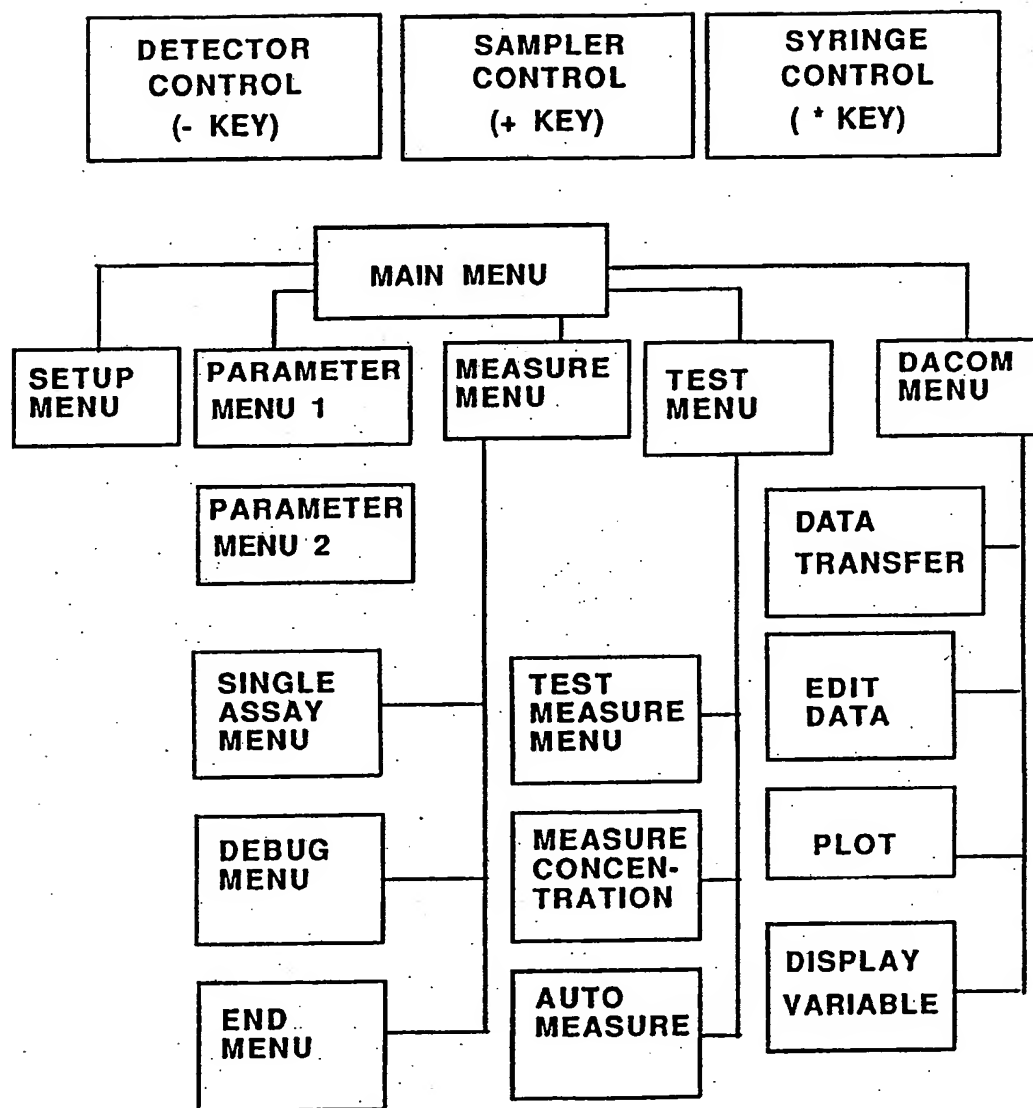 DETECTOR
CONTROL
(- KEY)
SAMPLER
CONTROL
(+ KEY)
SYRINGE
CONTROL
( * KEY)
MAIN MENU
SETUP
MENU
PARAMETER
MENU 1
MEASURE
MENU
TEST
MENU
DACOM
MENU
PARAMETER
MENU 2
DATA
TRANSFER
SINGLE
ASSAY
MENU
TEST
MEASURE
MENU
EDIT
DATA
DEBUG
MENU
MEASURE
CONCEN-
TRATION
PLOT
END
MENU
AUTO
MEASURE
DISPLAY
VARIABLE